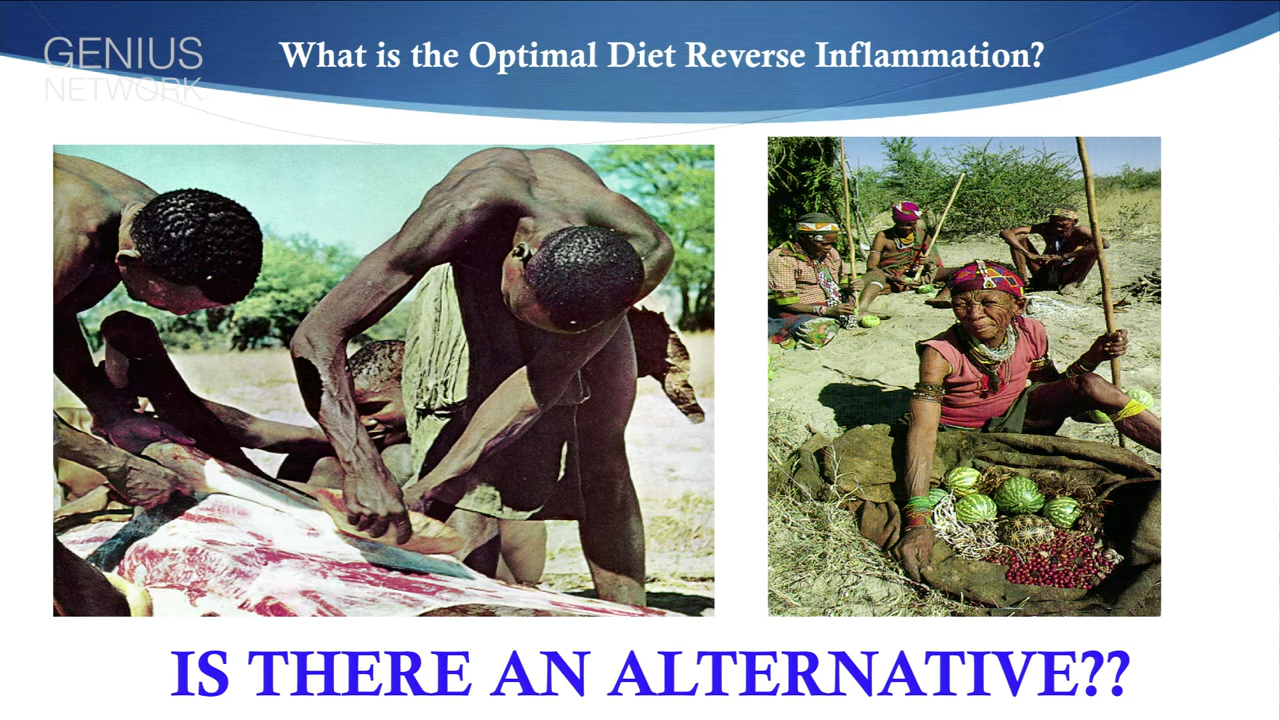 GENIUS
NETWORK
What is the Optimal Diet Reverse Inflammation?
IS THERE AN ALTERNATIVE??